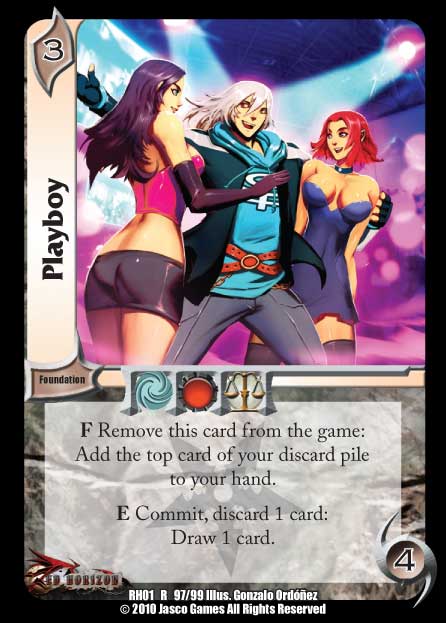 3
Playboy
Foundation
F Remove this card from the game:
Add the top card of your discard pile
to your hand.
E Commit, discard 1 card:
Draw 1 card.
4
RED HORIZON
RH01 R 97/99 Illus. Gonzalo Ordóñez
© 2010 Jasco Games All Rights Reserved